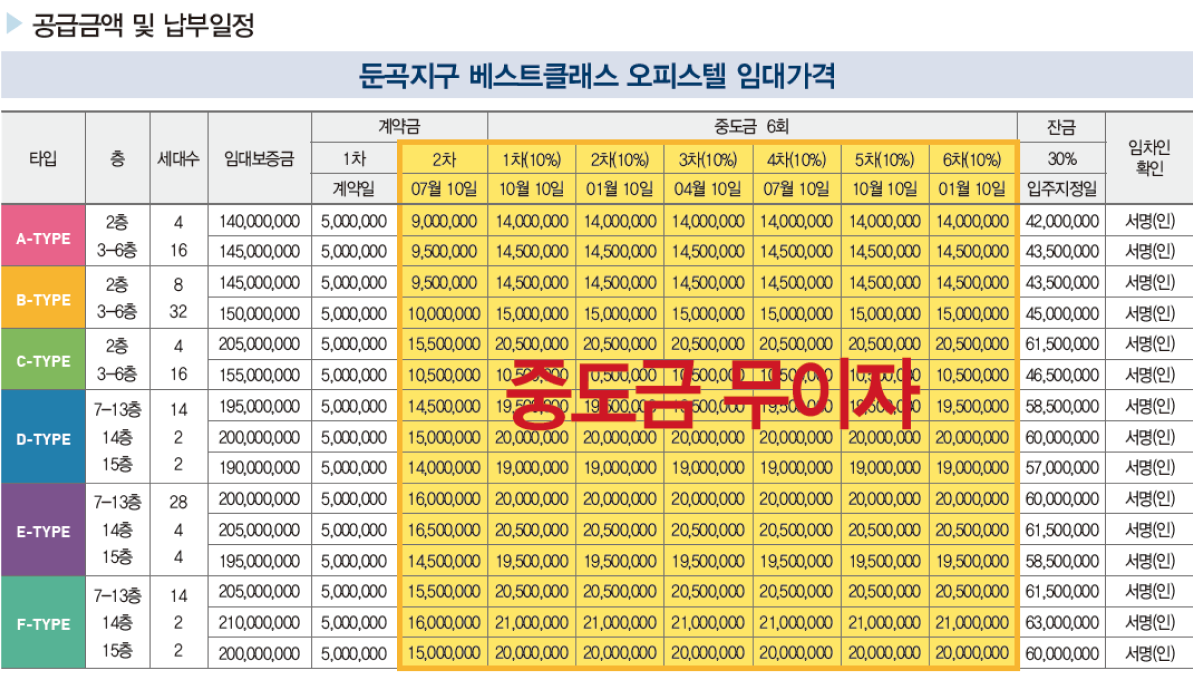 ▶ 공급금액 및 납부일정
둔곡지구 베스트클래스 오피스텔 임대가격
타입 층 세대수 임대보증금 계약금 중도금 6회 잔금 임차인 확인
1차 2차 1차(10%) 2차(10%) 3차(10%) 4차(10%) 5차(10%) 6차(10%) 30%
계약일 07월 10일 10월 10일 01월 10일 04월 10일 07월 10일 10월 10일 01월 10일 입주지정일
A-TYPE 2층 4 140,000,000 5,000,000 9,000,000 14,000,000 14,000,000 14,000,000 14,000,000 14,000,000 14,000,000 42,000,000 서명(인)
3-6층 16 145,000,000 5,000,000 9,500,000 14,500,000 14,500,000 14,500,000 14,500,000 14,500,000 14,500,000 43,500,000 서명(인)
B-TYPE 2층 8 145,000,000 5,000,000 9,500,000 14,500,000 14,500,000 14,500,000 14,500,000 14,500,000 14,500,000 43,500,000 서명(인)
3-6층 32 150,000,000 5,000,000 10,000,000 15,000,000 15,000,000 15,000,000 15,000,000 15,000,000 15,000,000 45,000,000 서명(인)
C-TYPE 2층 4 205,000,000 5,000,000 15,500,000 20,500,000 20,500,000 20,500,000 20,500,000 20,500,000 20,500,000 61,500,000 서명(인)
3-6층 16 155,000,000 5,000,000 10,500,000 10,500,000 10,500,000 46,500,000 서명(인)
중도금 무이자
D-TYPE 7-13층 14 195,000,000 5,000,000 14,500,000 19,500,000 19,500,000 19,500,000 19,500,000 19,500,000 19,500,000 58,500,000 서명(인)
14층 2 200,000,000 5,000,000 15,000,000 20,000,000 20,000,000 20,000,000 20,000,000 20,000,000 20,000,000 60,000,000 서명(인)
15층 2 190,000,000 5,000,000 14,000,000 19,000,000 19,000,000 19,000,000 19,000,000 19,000,000 19,000,000 57,000,000 서명(인)
E-TYPE 7-13층 28 200,000,000 5,000,000 16,000,000 20,000,000 20,000,000 20,000,000 20,000,000 20,000,000 20,000,000 60,000,000 서명(인)
14층 4 205,000,000 5,000,000 16,500,000 20,500,000 20,500,000 20,500,000 20,500,000 20,500,000 20,500,000 61,500,000 서명(인)
15층 4 195,000,000 5,000,000 14,500,000 19,500,000 19,500,000 19,500,000 19,500,000 19,500,000 19,500,000 58,500,000 서명(인)
F-TYPE 7-13층 14 205,000,000 5,000,000 15,500,000 20,500,000 20,500,000 20,500,000 20,500,000 20,500,000 20,500,000 61,500,000 서명(인)
14층 2 210,000,000 5,000,000 16,000,000 21,000,000 21,000,000 21,000,000 21,000,000 21,000,000 21,000,000 63,000,000 서명(인)
15층 2 200,000,000 5,000,000 15,000,000 20,000,000 20,000,000 20,000,000 20,000,000 20,000,000 20,000,000 60,000,000 서명(인)